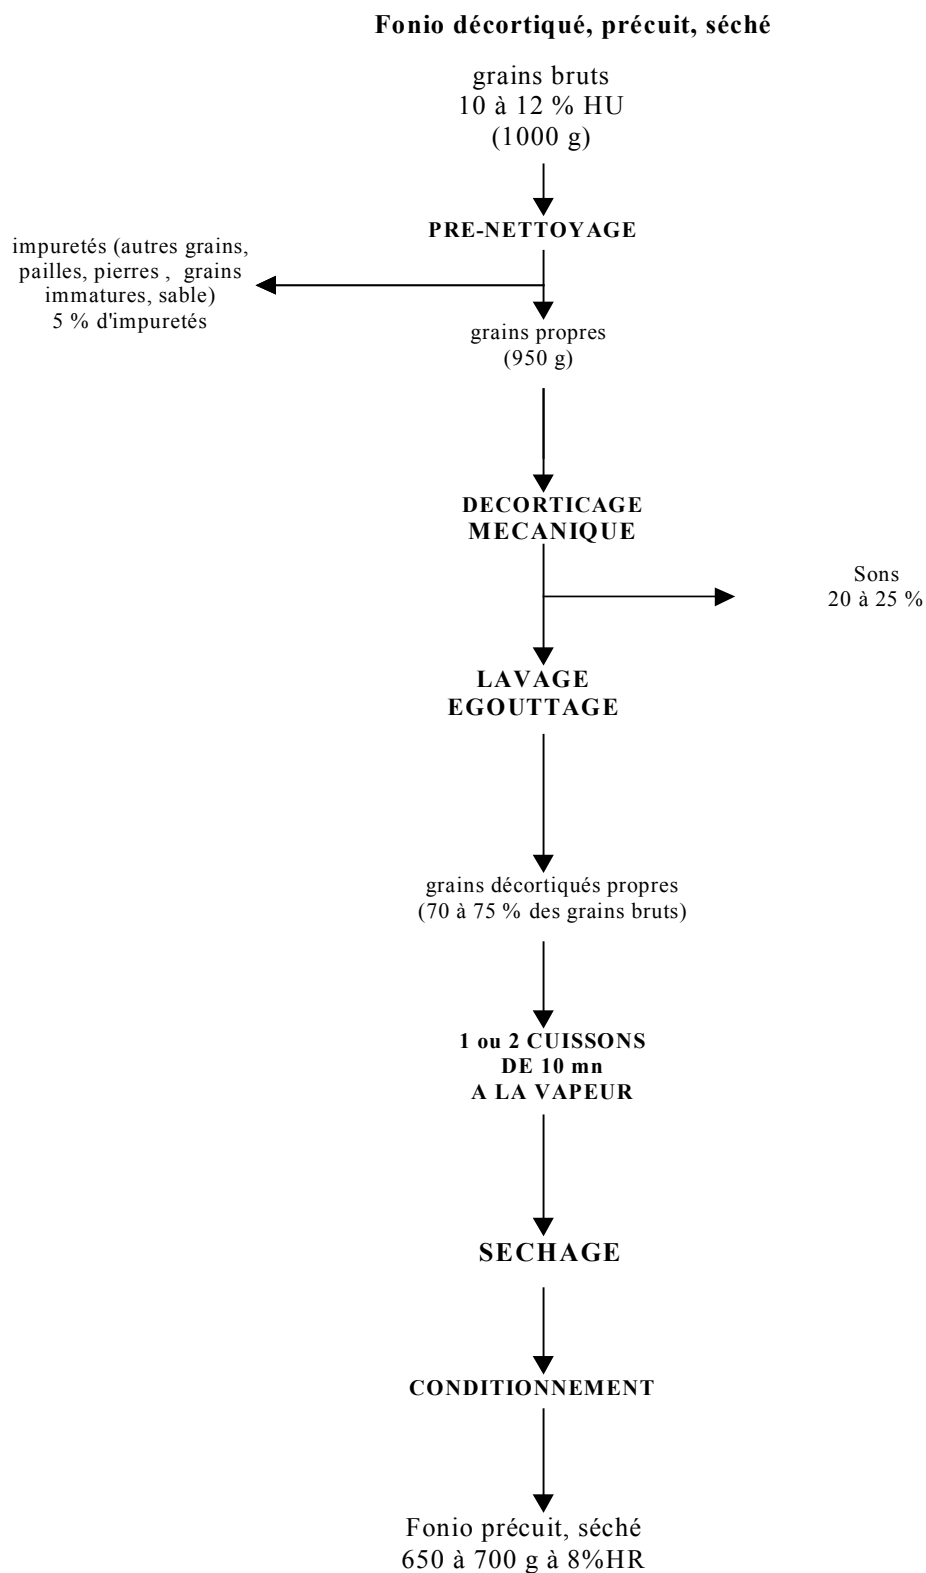 Fonio décortiqué, précuit, séché
grains bruts
10 à 12 % HU
(1000 g)
PRE-NETTOYAGE
impuretés (autres grains,
pailles, pierres , grains
immatures, sable)
5 % d'impuretés
grains propres
(950 g)
DECORTICAGE
MECANIQUE
Sons
20 à 25 %
LAVAGE
EGOUTTAGE
grains décortiqués propres
(70 à 75 % des grains bruts)
1 ou 2 CUISSONS
DE 10 mn
A LA VAPEUR
SECHAGE
CONDITIONNEMENT
Fonio précuit, séché
650 à 700 g à 8%HR